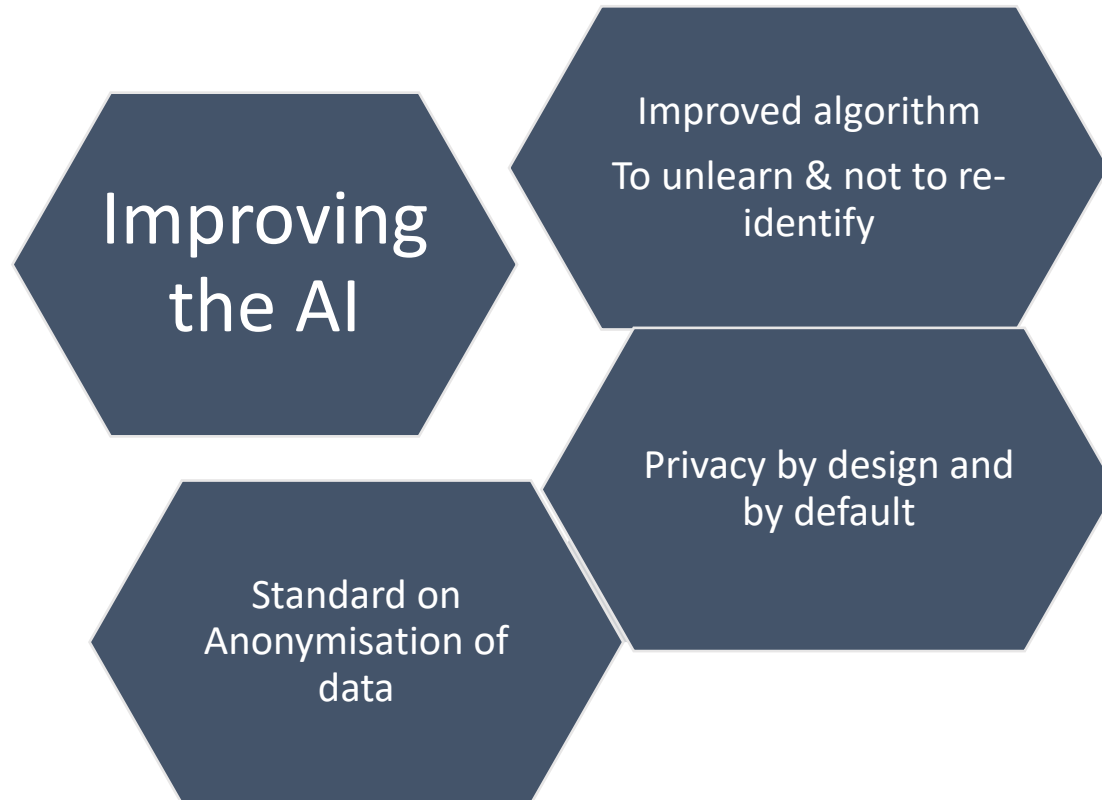 Improving
the AI
Improved algorithm
To unlearn & not to re-
identify
Privacy by design and
by default
Standard on
Anonymisation of
data